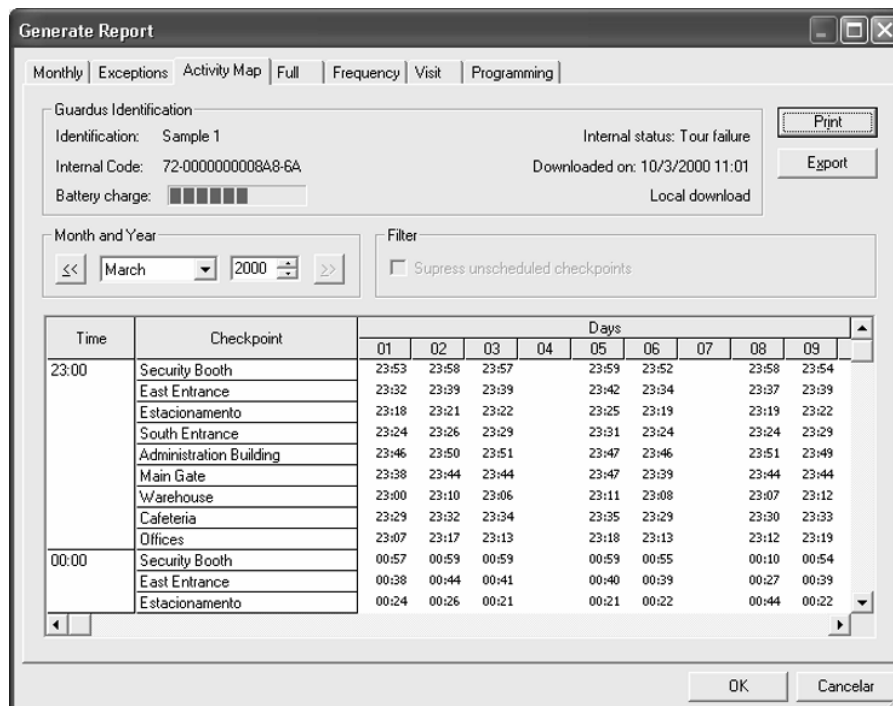 Generate Report
Monthly Exceptions Activity Map Full Frequency Visit Programming
Guardus Identification
Identification: Sample 1 Internal status: Tour failure
Print
Internal Code: 72-0000000008A8-6A Downloaded on: 10/3/2000 11:01
Export
Battery charge: Local download
Month and Year Filter
<< March 2000 >> Supress unscheduled checkpoints
Time Checkpoint Days
01 02 03 04 05 06 07 08 09
23:00 Security Booth 23:53 23:58 23:57 23:59 23:52 23:58 23:54
East Entrance 23:32 23:39 23:39 23:42 23:34 23:37 23:39
Estacionamento 23:18 23:21 23:22 23:25 23:19 23:19 23:22
South Entrance 23:24 23:26 23:29 23:31 23:24 23:24 23:29
Administration Building 23:46 23:50 23:51 23:47 23:46 23:51 23:49
Main Gate 23:38 23:44 23:44 23:47 23:39 23:44 23:44
Warehouse 23:00 23:10 23:06 23:11 23:08 23:07 23:12
Cafeteria 23:29 23:32 23:34 23:35 23:29 23:30 23:33
Offices 23:07 23:17 23:13 23:18 23:13 23:12 23:19
00:00 Security Booth 00:57 00:59 00:59 00:59 00:55 00:10 00:54
East Entrance 00:38 00:44 00:41 00:40 00:39 00:27 00:39
Estacionamento 00:24 00:26 00:21 00:21 00:22 00:44 00:22
OK Cancelar